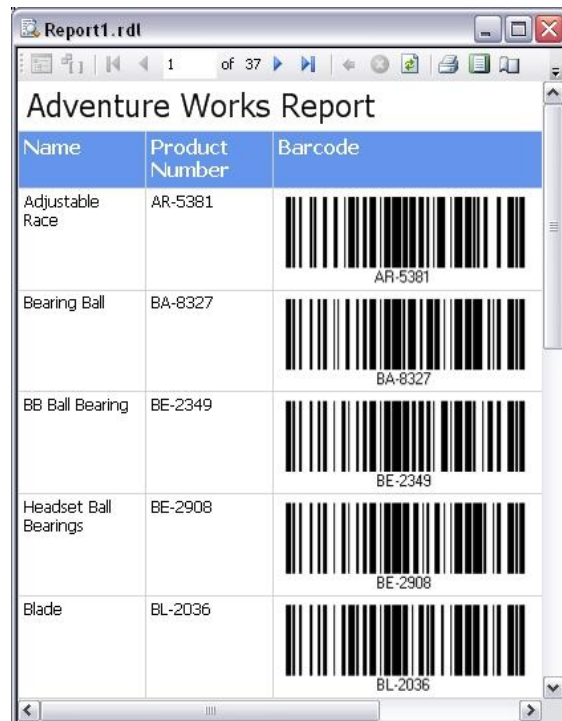 Report1.rdl
1 of 37
Adventure Works Report
Name Product Number Barcode
Adjustable Race AR-5381
AR-5381
Bearing Ball BA-8327
BA-8327
BB Ball Bearing BE-2349
BE-2349
Headset Ball Bearings BE-2908
BE-2908
Blade BL-2036
BL-2036